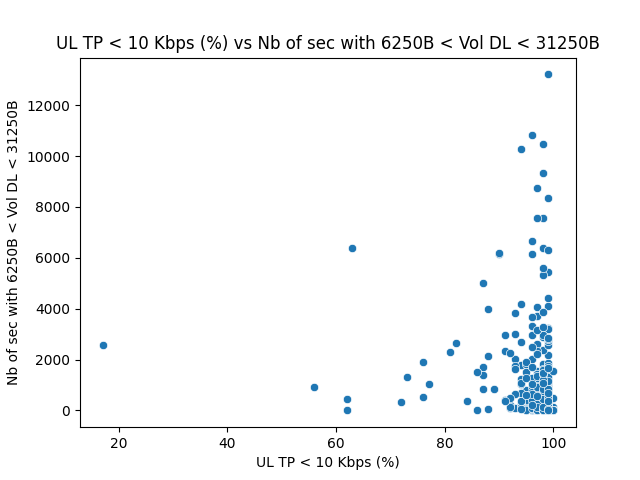 UL TP < 10 Kbps (%) vs Nb of sec with 6250B < Vol DL < 31250B
Nb of sec with 6250B < Vol DL < 31250B
12000
10000
8000
6000
4000
2000
0
20 40 60 80 100
UL TP < 10 Kbps (%)